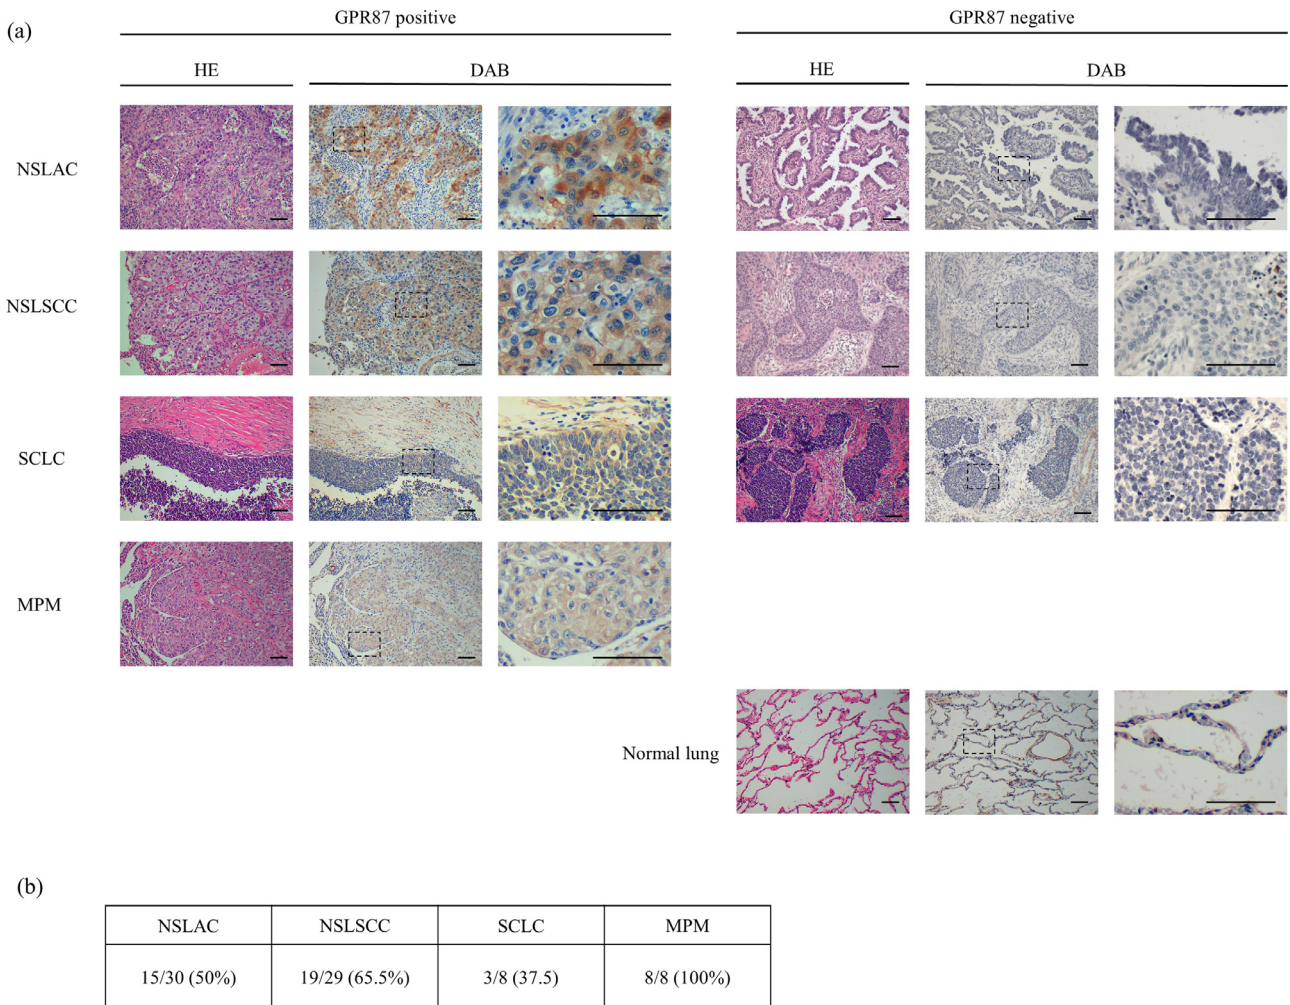 (a)
GPR87 positive
GPR87 negative
HE
DAB
HE
DAB
NSLAC
NSLSCC
SCLC
MPM
Normal lung
(b)
NSLAC NSLSCC SCLC MPM
15/30 (50%) 19/29 (65.5%) 3/8 (37.5) 8/8 (100%)